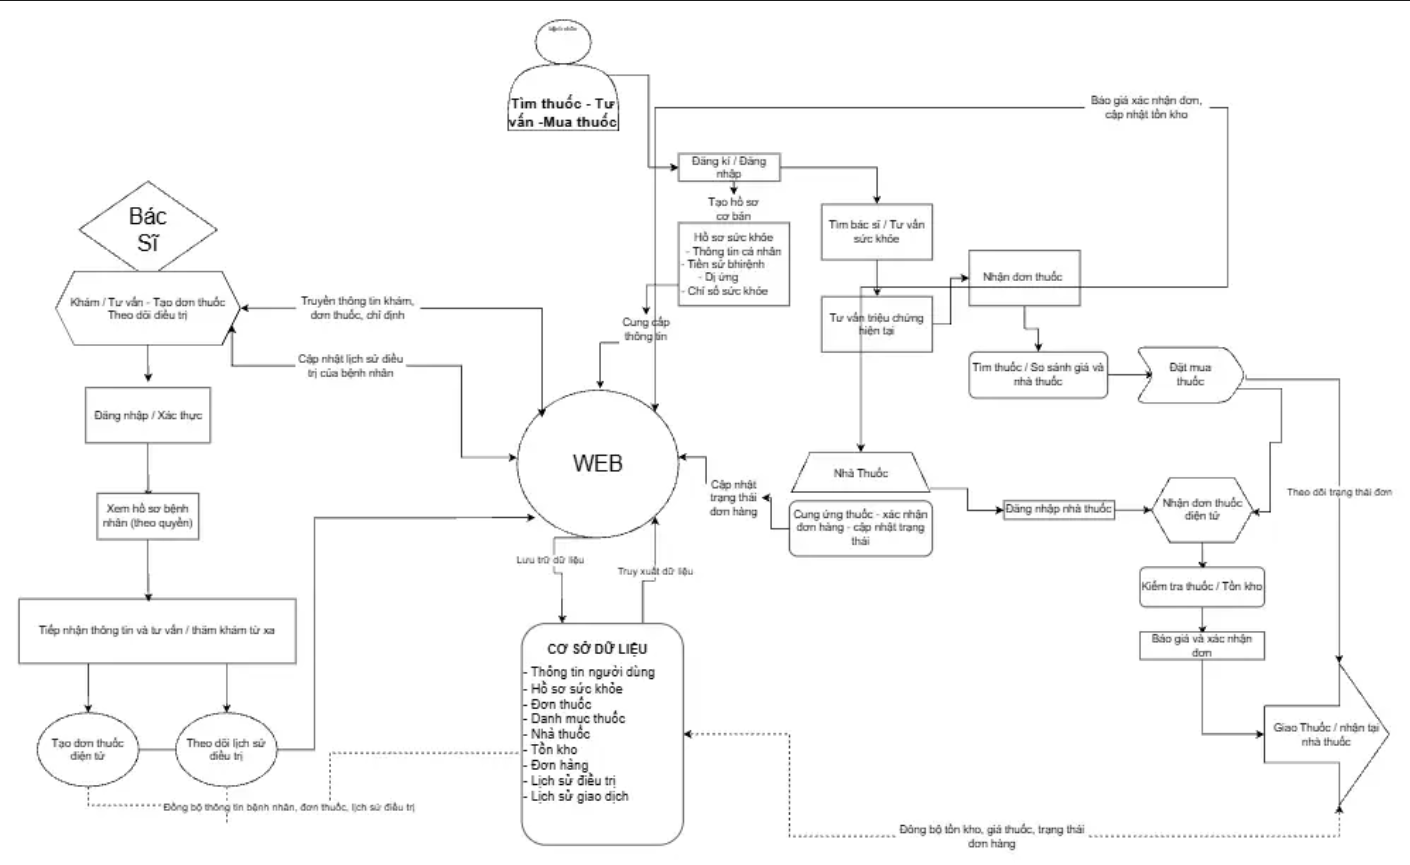 Bệnh nhân
Tìm thuốc - Tư
vấn -Mua thuốc
Báo giá xác nhận đơn,
cập nhật tồn kho
Đăng kí / Đăng
nhập
Tạo hồ sơ
cơ bản
Hồ sơ sức khỏe
- Thông tin cá nhân
- Tiền sử bhirệnh
- Dị ứng
- Chỉ số sức khỏe
Cung cấp
thông tin
Tìm bác sĩ / Tư vấn
sức khỏe
Tư vấn triệu chứng
hiện tại
Nhận đơn thuốc
Tìm thuốc / So sánh giá và
nhà thuốc
Đặt mua
thuốc
Theo dõi trạng thái đơn
Bác
Sĩ
Khám / Tư vấn - Tạo đơn thuốc
Theo dõi điều trị
Truyền thông tin khám,
đơn thuốc, chỉ định
Cập nhật lịch sử điều
trị của bệnh nhân
Đăng nhập / Xác thực
Xem hồ sơ bệnh
nhân (theo quyền)
Tiếp nhận thông tin và tư vấn / thăm khám từ xa
Tạo đơn thuốc
điện tử
Theo dõi lịch sử
điều trị
Đồng bộ thông tin bệnh nhân, đơn thuốc, lịch sử điều trị
WEB
Lưu trữ dữ liệu
Truy xuất dữ liệu
CƠ SỞ DỮ LIỆU
- Thông tin người dùng
- Hồ sơ sức khỏe
- Đơn thuốc
- Danh mục thuốc
- Nhà thuốc
- Tồn kho
- Đơn hàng
- Lịch sử điều trị
- Lịch sử giao dịch
Cập nhật
trạng thái
đơn hàng
Nhà Thuốc
Cung ứng thuốc - xác nhận
đơn hàng - cập nhật trạng
thái
Đăng nhập nhà thuốc
Nhận đơn thuốc
điện tử
Kiểm tra thuốc / Tồn kho
Báo giá và xác nhận
đơn
Giao Thuốc / nhận tại
nhà thuốc
Đồng bộ tồn kho, giá thuốc, trạng thái
đơn hàng